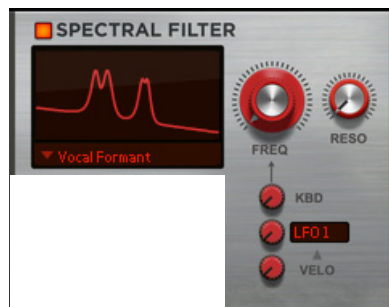 SPECTRAL FILTER
Vocal Formant
FREQ
RESO
KBD
LFO 1
VELO